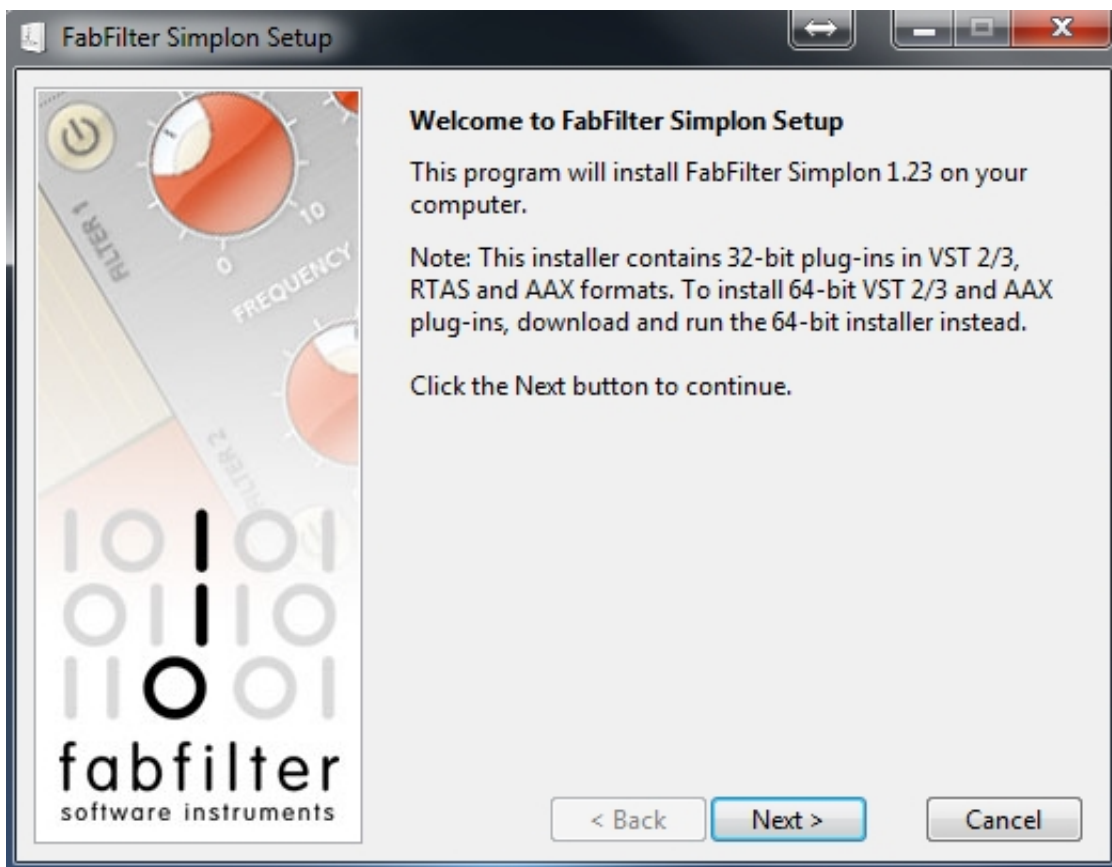 FabFilter Simplon Setup
Welcome to FabFilter Simplon Setup
This program will install FabFilter Simplon 1.23 on your
computer.
Note: This installer contains 32-bit plug-ins in VST 2/3,
RTAS and AAX formats. To install 64-bit VST 2/3 and AAX
plug-ins, download and run the 64-bit installer instead.
Click the Next button to continue.
FILTER 1
0
10
FREQUENCY
FILTER 2
10101
01110
11001
fabfilter
software instruments
< Back
Next >
Cancel